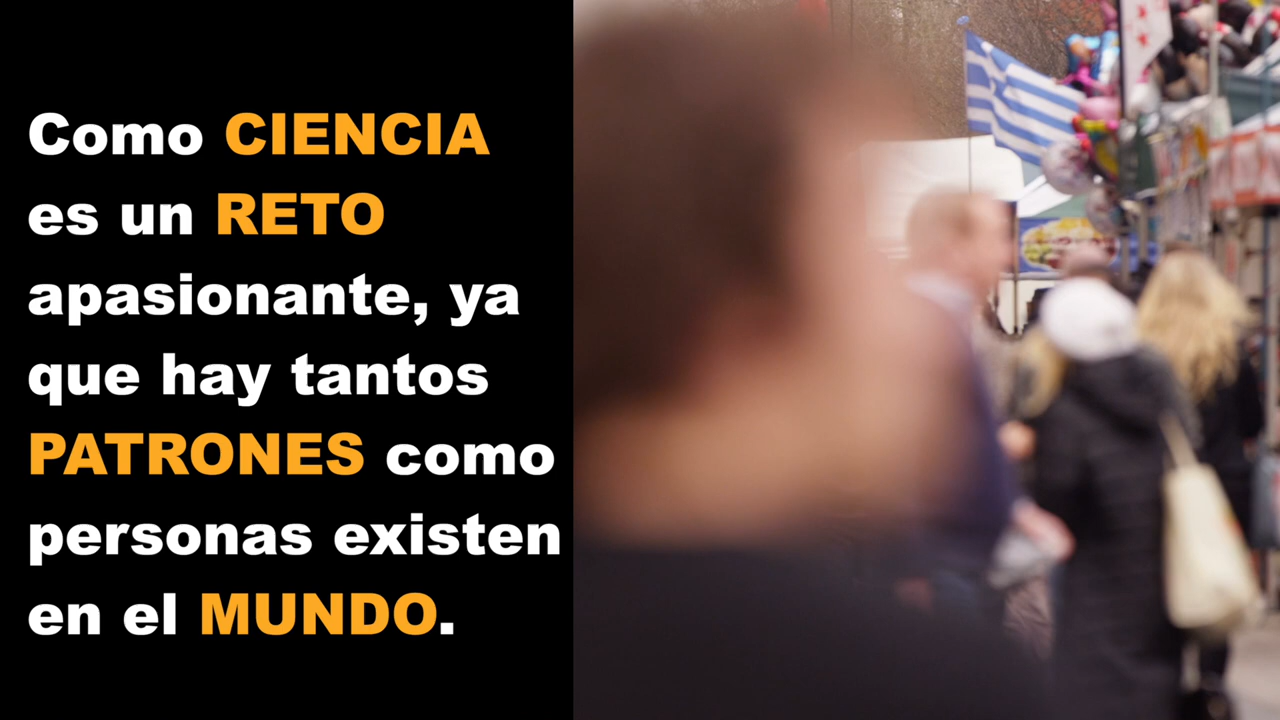 Como CIENCIA
es un RETO
apasionante, ya
que hay tantos
PATRONES como
personas existen
en el MUNDO.